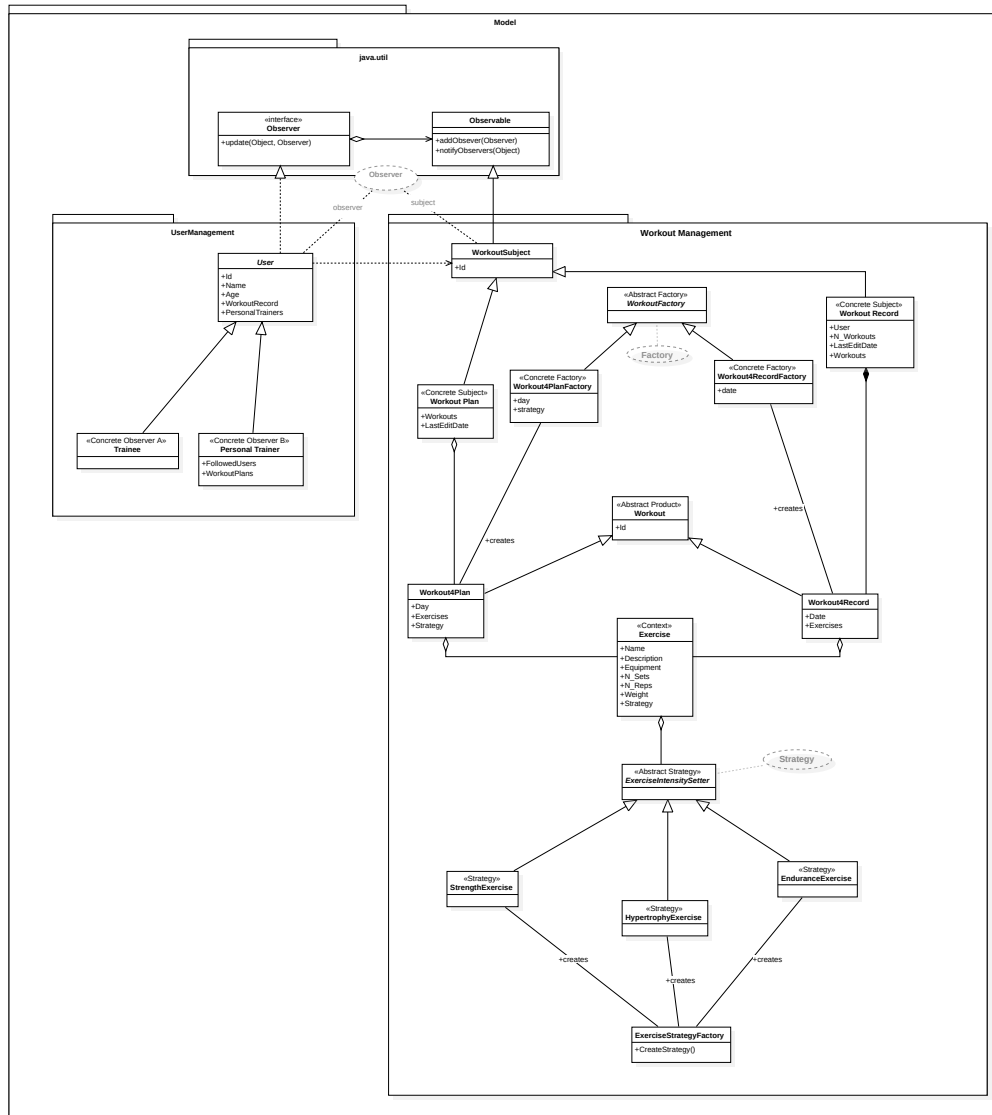 Model
java.util
«interface»
Observer
+update(Object, Observer)
Observable
+addObsever(Observer)
+notifyObservers(Object)
Observer
observer
subject
UserManagement
User
+Id
+Name
+Age
+WorkoutRecord
+PersonalTrainers
«Concrete Observer A»
Trainee
«Concrete Observer B»
Personal Trainer
+FollowedUsers
+WorkoutPlans
Workout Management
WorkoutSubject
+Id
«Abstract Factory»
WorkoutFactory
Factory
«Concrete Subject»
Workout Record
+User
+N_Workouts
+LastEditDate
+Workouts
«Concrete Subject»
Workout Plan
+Workouts
+LastEditDate
«Concrete Factory»
Workout4PlanFactory
+day
+strategy
«Concrete Factory»
Workout4RecordFactory
+date
«Abstract Product»
Workout
+Id
+creates
+creates
Workout4Plan
+Day
+Exercises
+Strategy
Workout4Record
+Date
+Exercises
«Context»
Exercise
+Name
+Description
+Equipment
+N_Sets
+N_Reps
+Weight
+Strategy
«Abstract Strategy»
ExerciseIntensitySetter
Strategy
«Strategy»
StrengthExercise
«Strategy»
HypertrophyExercise
«Strategy»
EnduranceExercise
+creates
+creates
+creates
ExerciseStrategyFactory
+CreateStrategy()